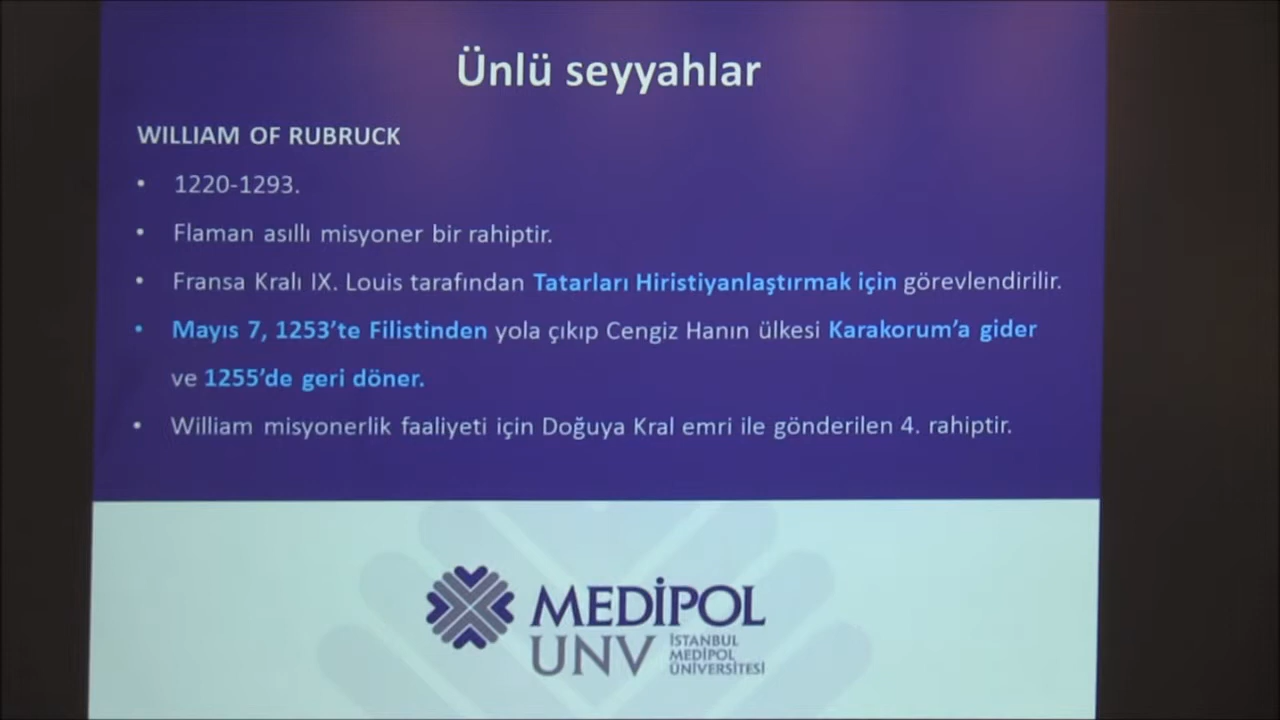 Ünlü seyyahlar
WILLIAM OF RUBRUCK
• 1220-1293.
• Flaman asıllı misyoner bir rahiptir.
• Fransa Kralı IX. Louis tarafından Tatarları Hiristiyanlaştırmak için görevlendirilir.
• Mayıs 7, 1253’te Filistinden yola çıkıp Cengiz Hanın ülkesi Karakorum’a gider
ve 1255’de geri döner.
• William misyonerlik faaliyeti için Doğuya Kral emri ile gönderilen 4. rahiptir.
MEDİPOL
UNV
İSTANBUL
MEDİPOL
ÜNİVERSİTESİ